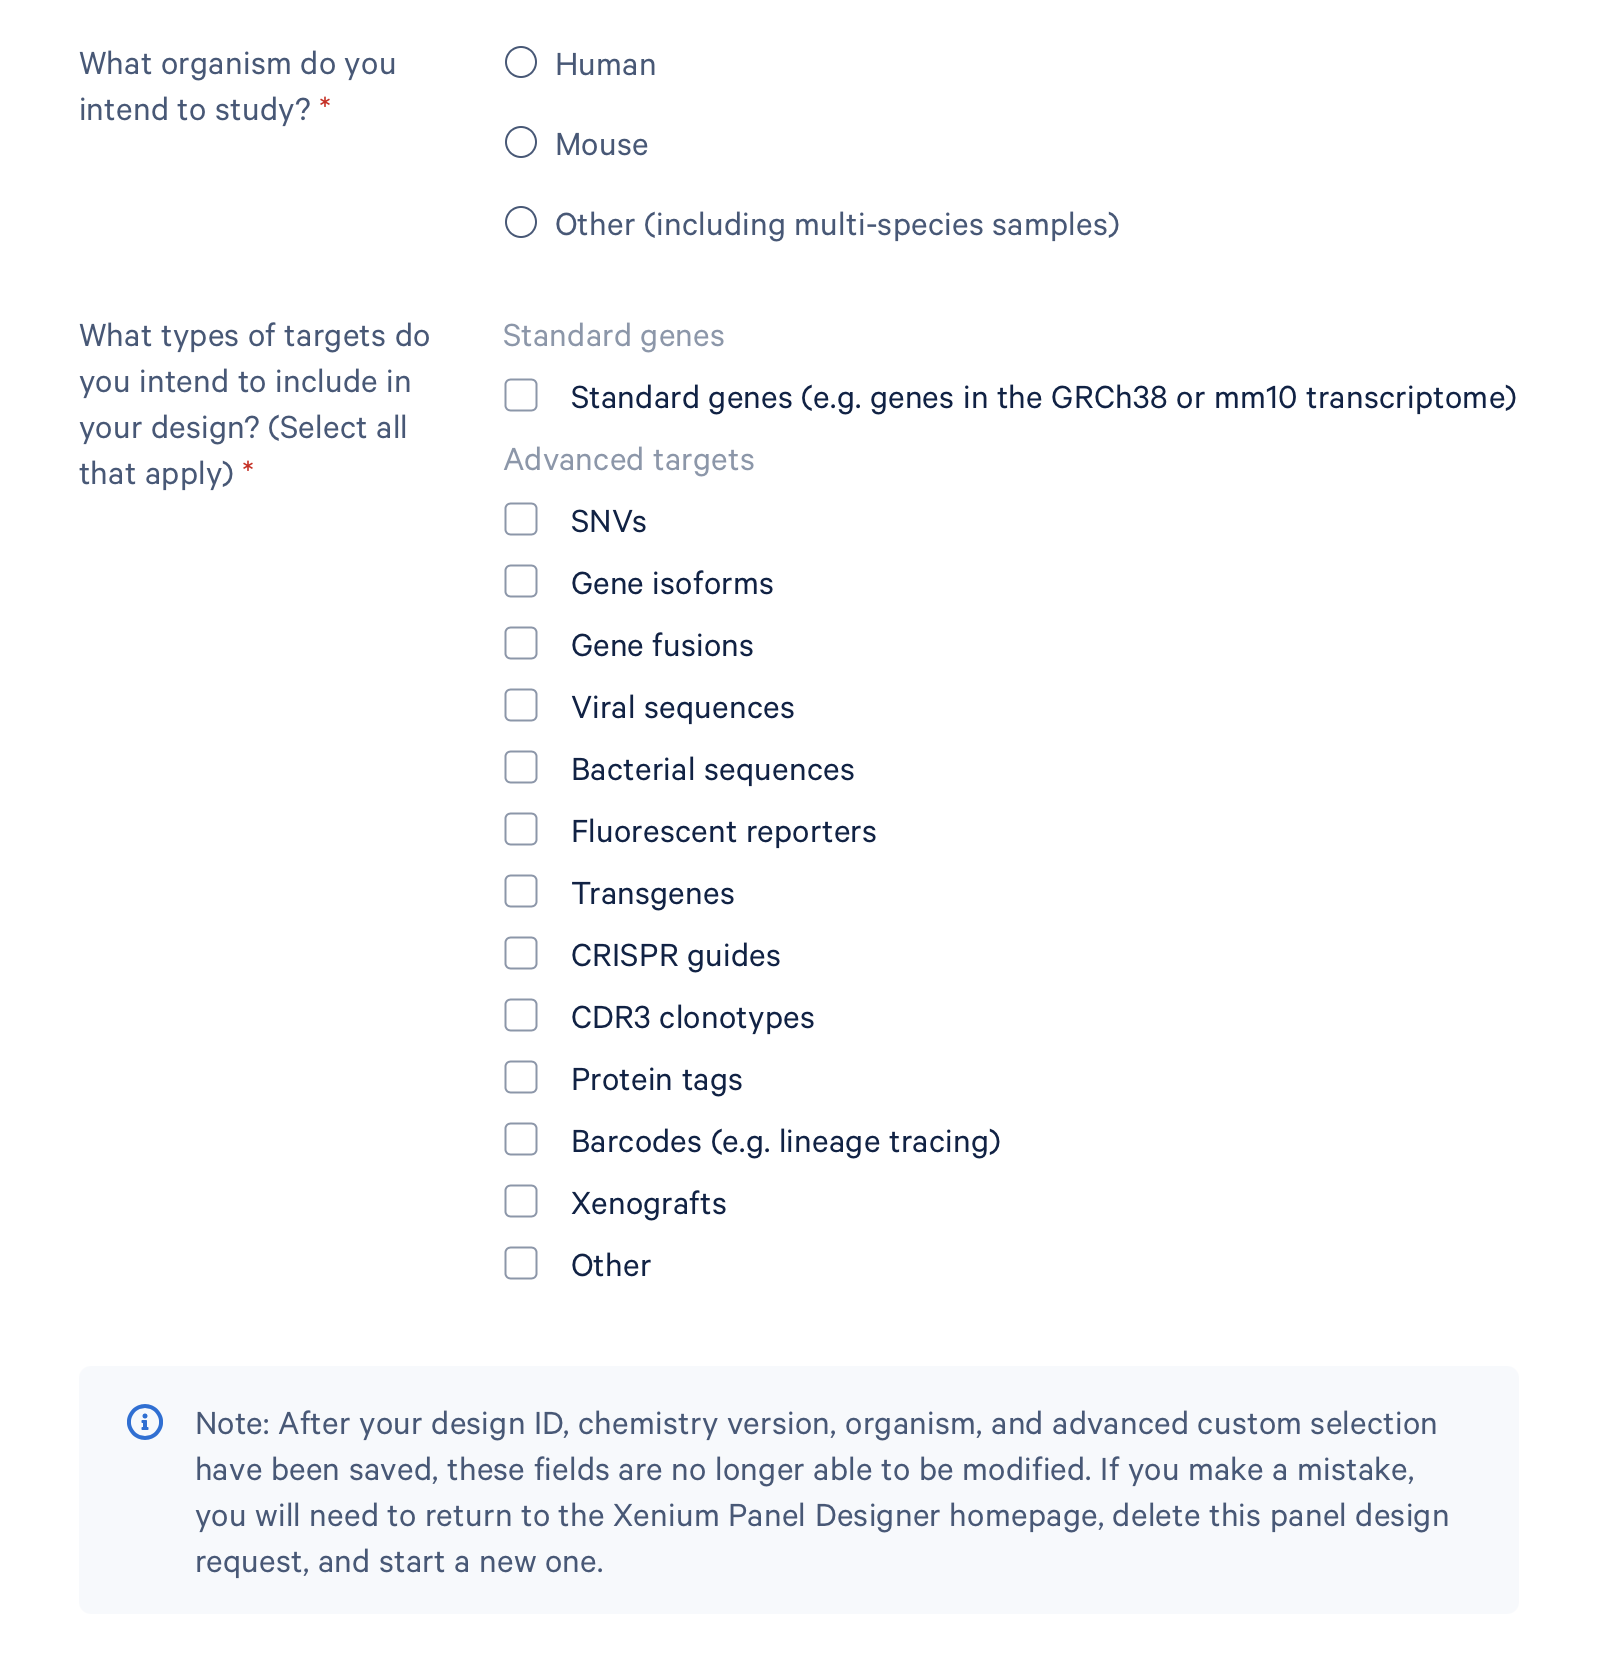 What organism do you
intend to study? *
Human
Mouse
Other (including multi-species samples)
What types of targets do
you intend to include in
your design? (Select all
that apply) *
Standard genes
Standard genes (e.g. genes in the GRCh38 or mm10 transcriptome)
Advanced targets
SNVs
Gene isoforms
Gene fusions
Viral sequences
Bacterial sequences
Fluorescent reporters
Transgenes
CRISPR guides
CDR3 clonotypes
Protein tags
Barcodes (e.g. lineage tracing)
Xenografts
Other
Note: After your design ID, chemistry version, organism, and advanced custom selection
have been saved, these fields are no longer able to be modified. If you make a mistake,
you will need to return to the Xenium Panel Designer homepage, delete this panel design
request, and start a new one.